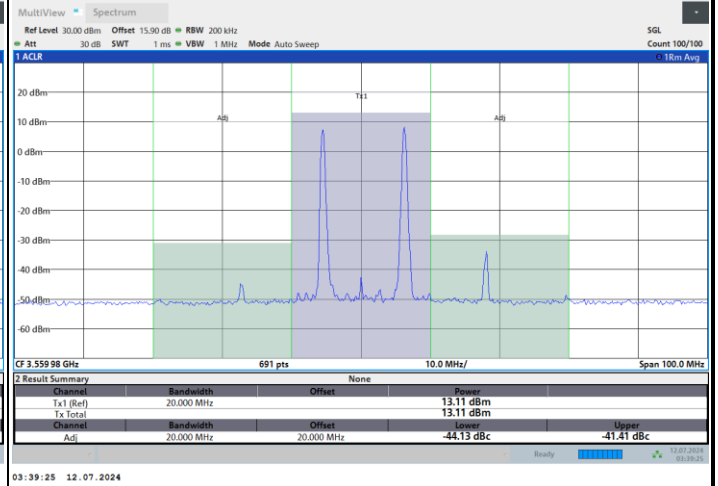 MultiView Spectrum
Ref Level 30.00 dBm Offset 15.90 dB RBW 200 kHz SGL
Att 30 dB SWT 1 ms VBW 1 MHz Mode Auto Sweep Count 100/100
1 ACLR 1Rm Avg
20 dBm
Tx1
Adj Adj
10 dBm
0 dBm
-10 dBm
-20 dBm
-30 dBm
-40 dBm
-50 dBm
-60 dBm
CF 3.559 98 GHz 691 pts 10.0 MHz/ Span 100.0 MHz
2 Result Summary None
Channel Bandwidth Offset Power
Tx1 (Ref) 20.000 MHz 13.11 dBm
Tx Total 13.11 dBm
Channel Bandwidth Offset Lower Upper
Adj 20.000 MHz 20.000 MHz -44.13 dBc -41.41 dBc
Ready 12.07.2024
03:39:25
03:39:25 12.07.2024